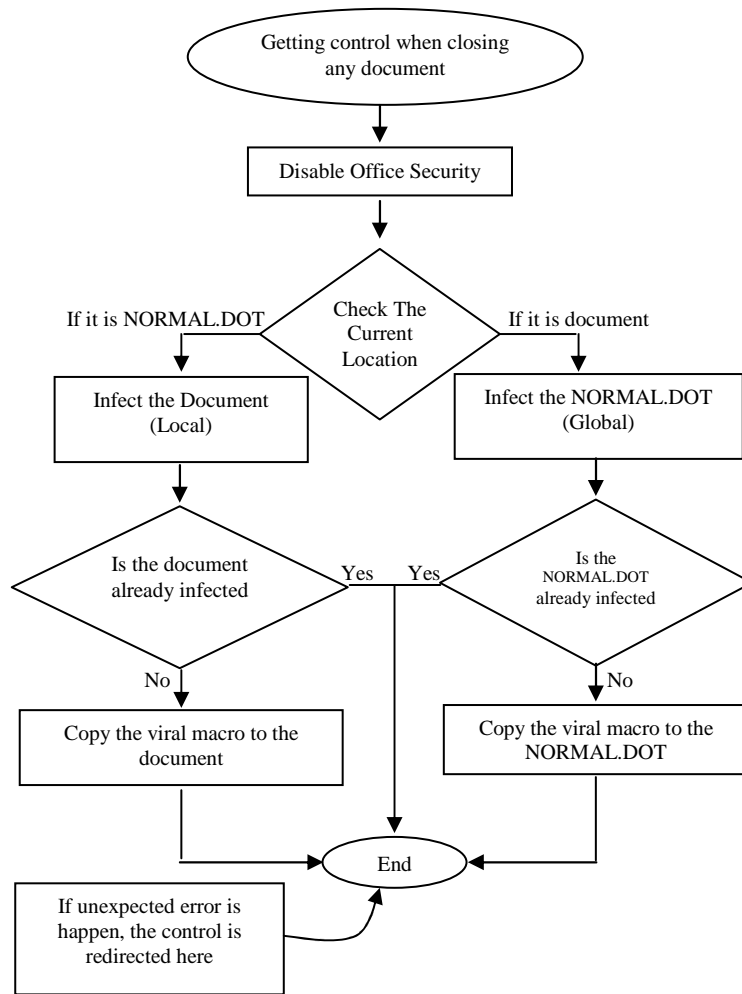 Getting control when closing
any document
Disable Office Security
Check The
Current
Location
If it is NORMAL.DOT
If it is document
Infect the Document
(Local)
Infect the NORMAL.DOT
(Global)
Is the document
already infected
Yes
Yes
Is the
NORMAL.DOT
already infected
No
No
Copy the viral macro to the
document
Copy the viral macro to the
NORMAL.DOT
End
If unexpected error is
happen, the control is
redirected here